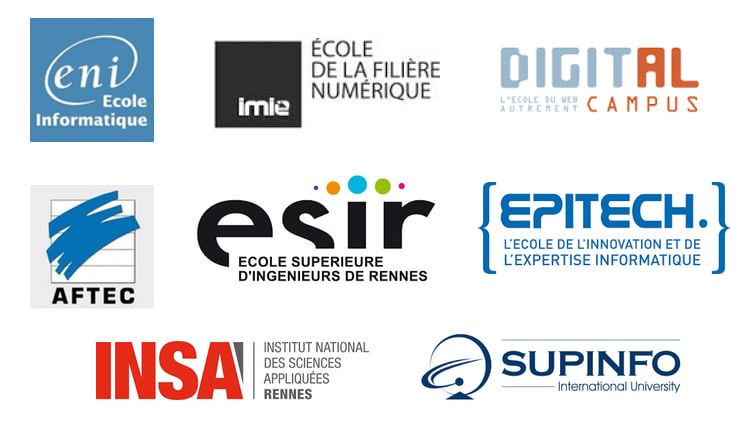 eni
Ecole
Informatique
imie
ÉCOLE
DE LA FILIÈRE
NUMÉRIQUE
DIGITAL
L'ECOLE DU WEB
AUTREMENT
CAMPUS
AFTEC
esir
ECOLE SUPERIEURE
D'INGENIEURS DE RENNES
EPITECH.
L'ECOLE DE L'INNOVATION ET DE
L'EXPERTISE INFORMATIQUE
INSA
INSTITUT NATIONAL
DES SCIENCES
APPLIQUÉES
RENNES
SUPINFO
International University